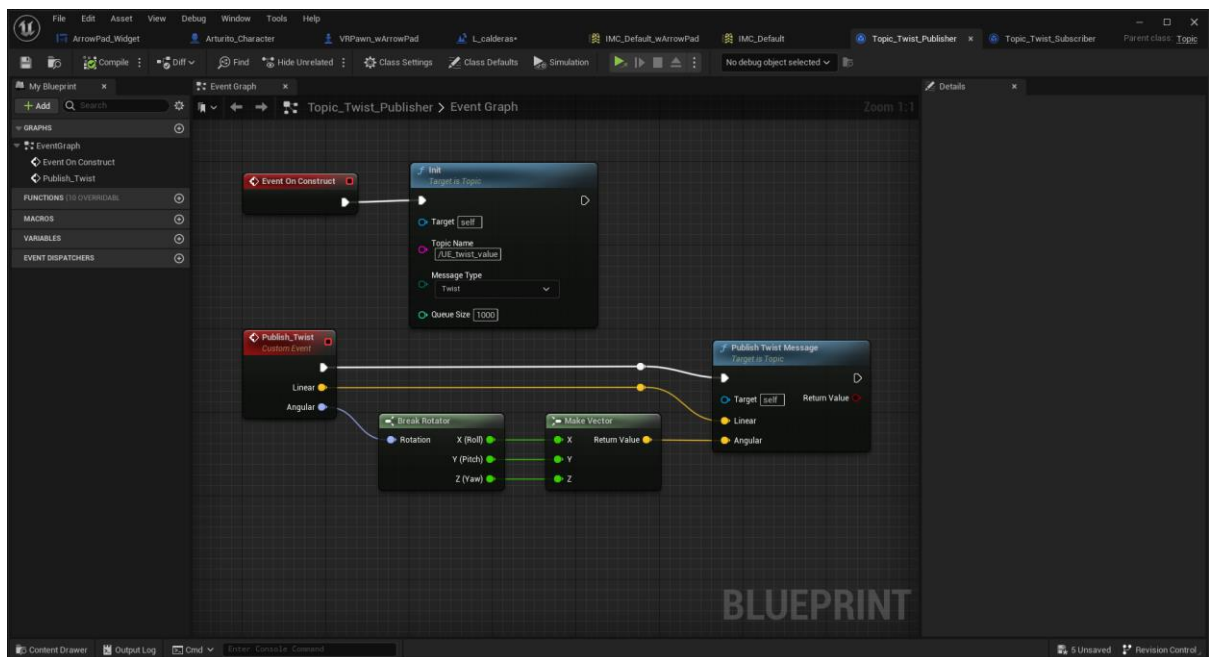 File Edit Asset View Debug Window Tools Help
ArrowPad_Widget Arturito_Character VRPawn_wArrowPad L_calderas• IMC_Default_wArrowPad IMC_Default Topic_Twist_Publisher Topic_Twist_Subscriber Parent class: Topic
Compile Diff Find Hide Unrelated Class Settings Class Defaults Simulation No debug object selected
My Blueprint Event Graph Details
+ Add Search Topic_Twist_Publisher > Event Graph Zoom 1:1
GRAPHS
EventGraph
Event On Construct
Publish_Twist
FUNCTIONS (10 OVERRIDABL
MACROS
VARIABLES
EVENT DISPATCHERS
Event On Construct
Init
Target is Topic
Target self
Topic Name
/UE_twist_value
Message Type
Twist
Queue Size 1000
Publish_Twist
Custom Event
Linear
Angular
Break Rotator
Rotation X (Roll)
Y (Pitch)
Z (Yaw)
Make Vector
X Return Value
Y
Z
Publish Twist Message
Target is Topic
Target self Return Value
Linear
Angular
BLUEPRINT
Content Drawer Output Log Cmd Enter Console Command 5 Unsaved Revision Control